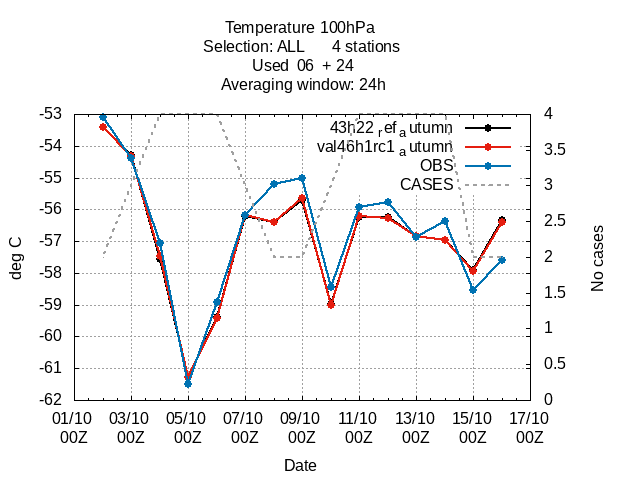 Temperature 100hPa
Selection: ALL 4 stations
Used 06 + 24
Averaging window: 24h
43h22_ref_autumn
val46h1rc1_autumn
OBS
CASES
deg C
-53
-54
-55
-56
-57
-58
-59
-60
-61
-62
4
3.5
3
2.5
2
1.5
1
0.5
0
No cases
01/10 03/10 05/10 07/10 09/10 11/10 13/10 15/10 17/10
00Z 00Z 00Z 00Z 00Z 00Z 00Z 00Z 00Z
Date